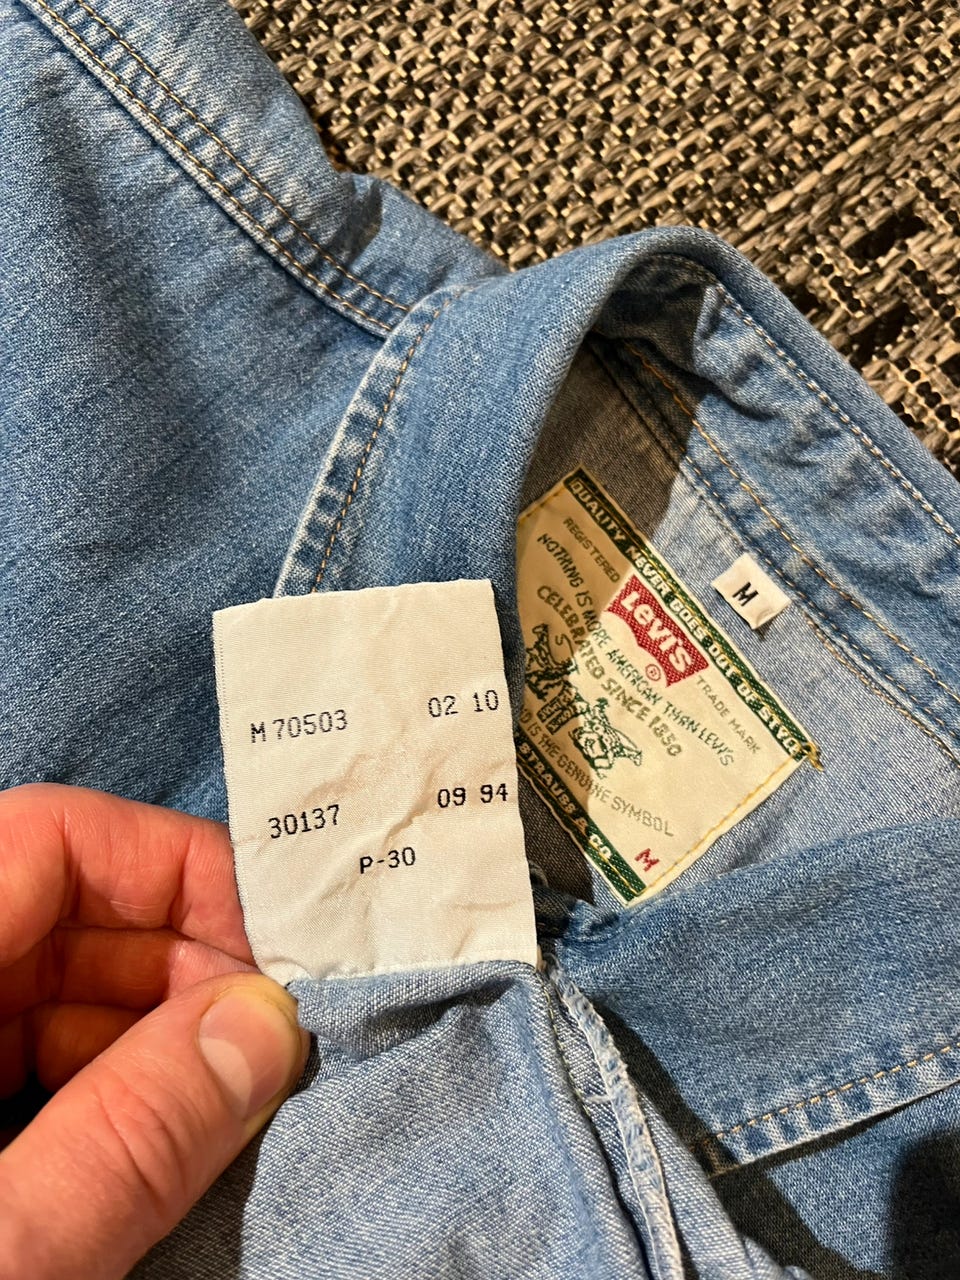 M 70503 02 10
30137 09 94
P-30
QUALITY NEVER GOES OUT OF STYLE
REGISTERED TRADE MARK
Levi's
®
NOTHING IS MORE AMERICAN THAN LEVI'S
CELEBRATED SINCE 1850
IS THE GENUINE SYMBOL
STRAUSS & CO.
M
M